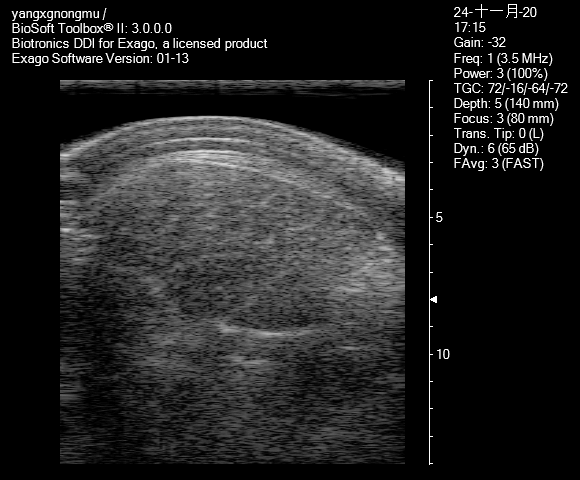 yangxgnongmu /
BioSoft Toolbox® II: 3.0.0.0
Biotronics DDI for Exago, a licensed product
Exago Software Version: 01-13
24-十一月-20
17:15
Gain: -32
Freq: 1 (3.5 MHz)
Power: 3 (100%)
TGC: 72/-16/-64/-72
Depth: 5 (140 mm)
Focus: 3 (80 mm)
Trans. Tip: 0 (L)
Dyn.: 6 (65 dB)
FAvg: 3 (FAST)
5
10